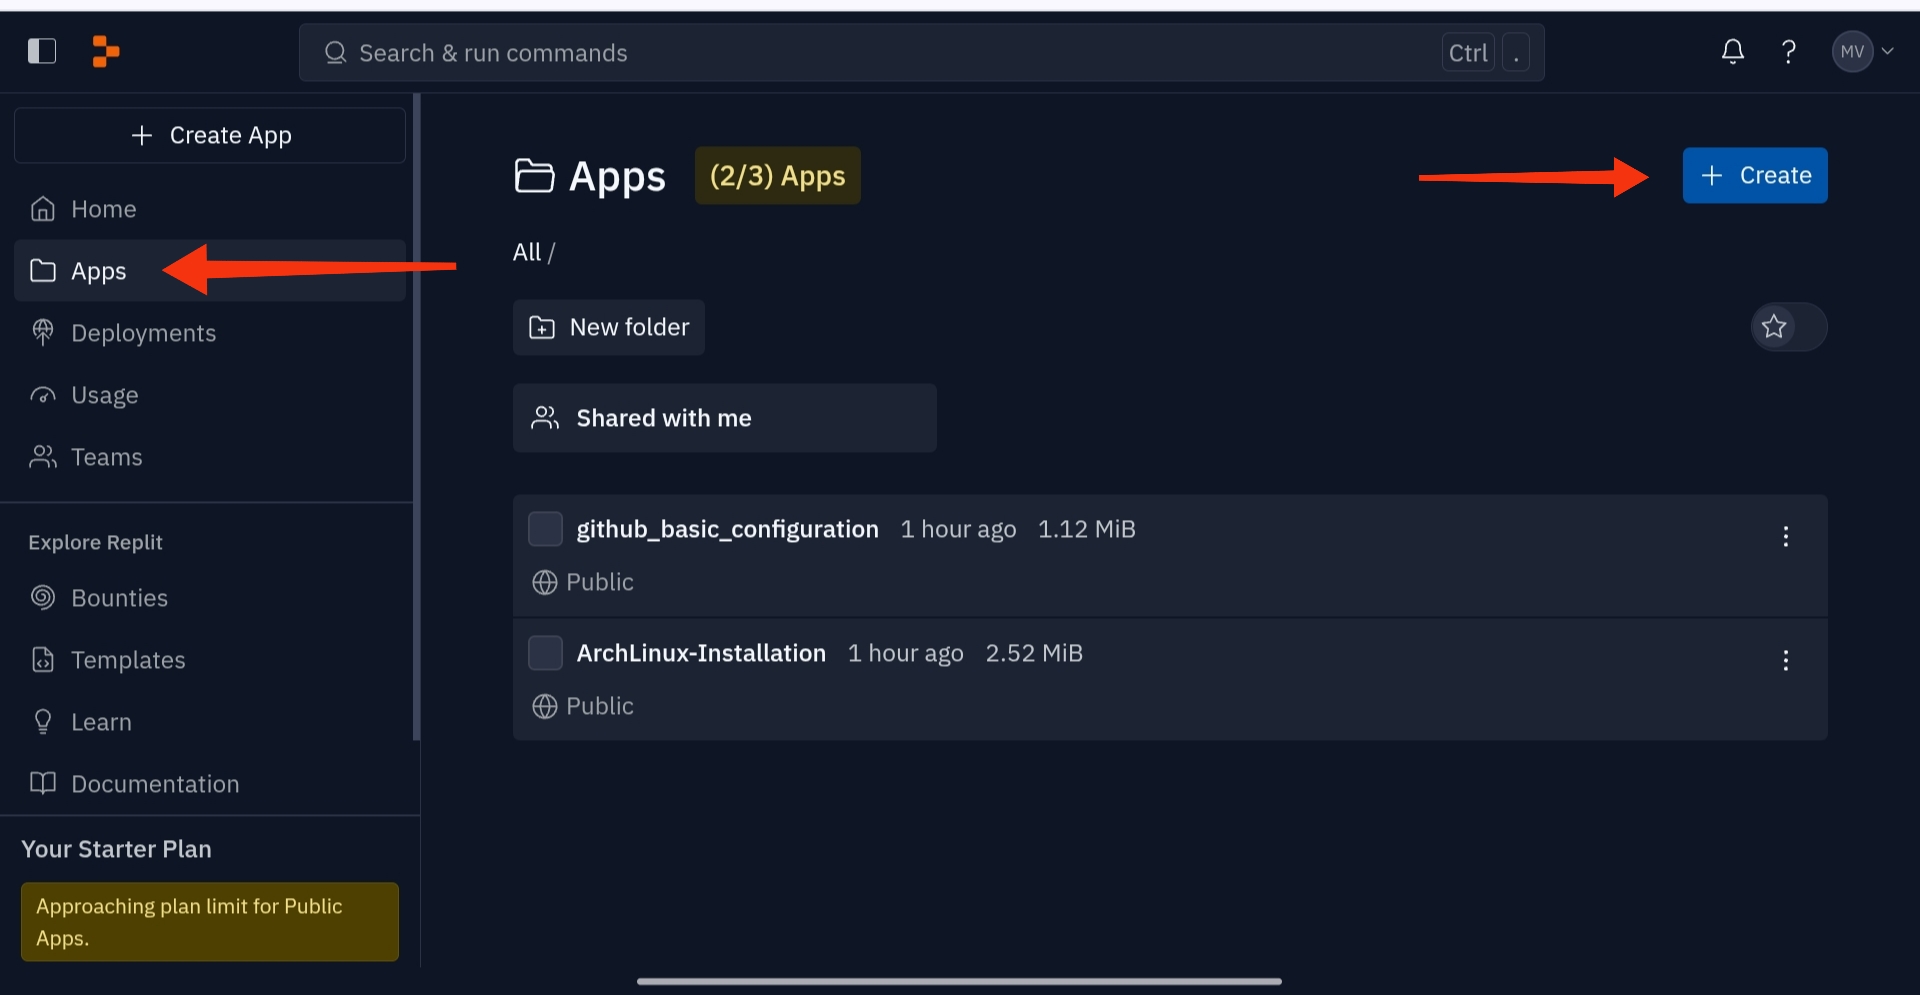 Search & run commands
Ctrl
.
MV
Create App
Home
Apps
Deployments
Usage
Teams
Explore Replit
Bounties
Templates
Learn
Documentation
Your Starter Plan
Approaching plan limit for Public
Apps.
Apps
(2/3) Apps
Create
All /
New folder
Shared with me
github_basic_configuration 1 hour ago 1.12 MiB
Public
ArchLinux-Installation 1 hour ago 2.52 MiB
Public